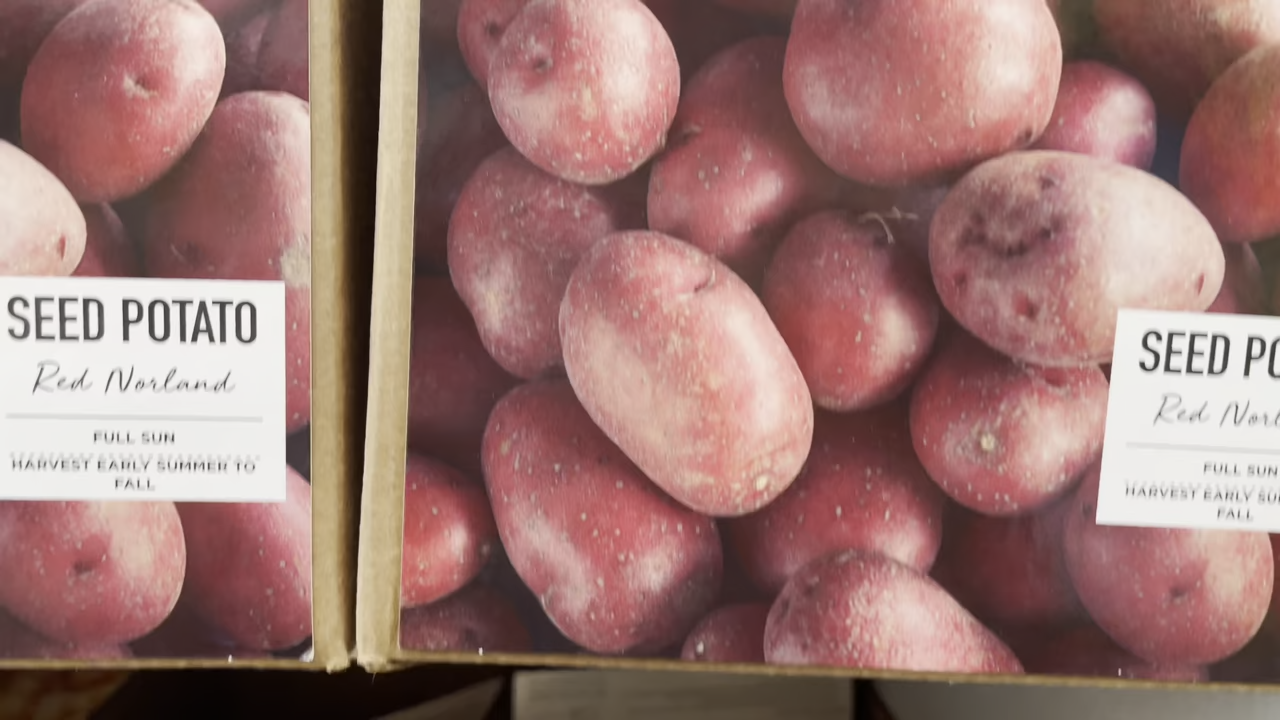 SEED POTATO
Red Norland
FULL SUN
HARVEST EARLY SUMMER TO
FALL
SEED PO
Red Norl
FULL SUN
HARVEST EARLY SU
FALL